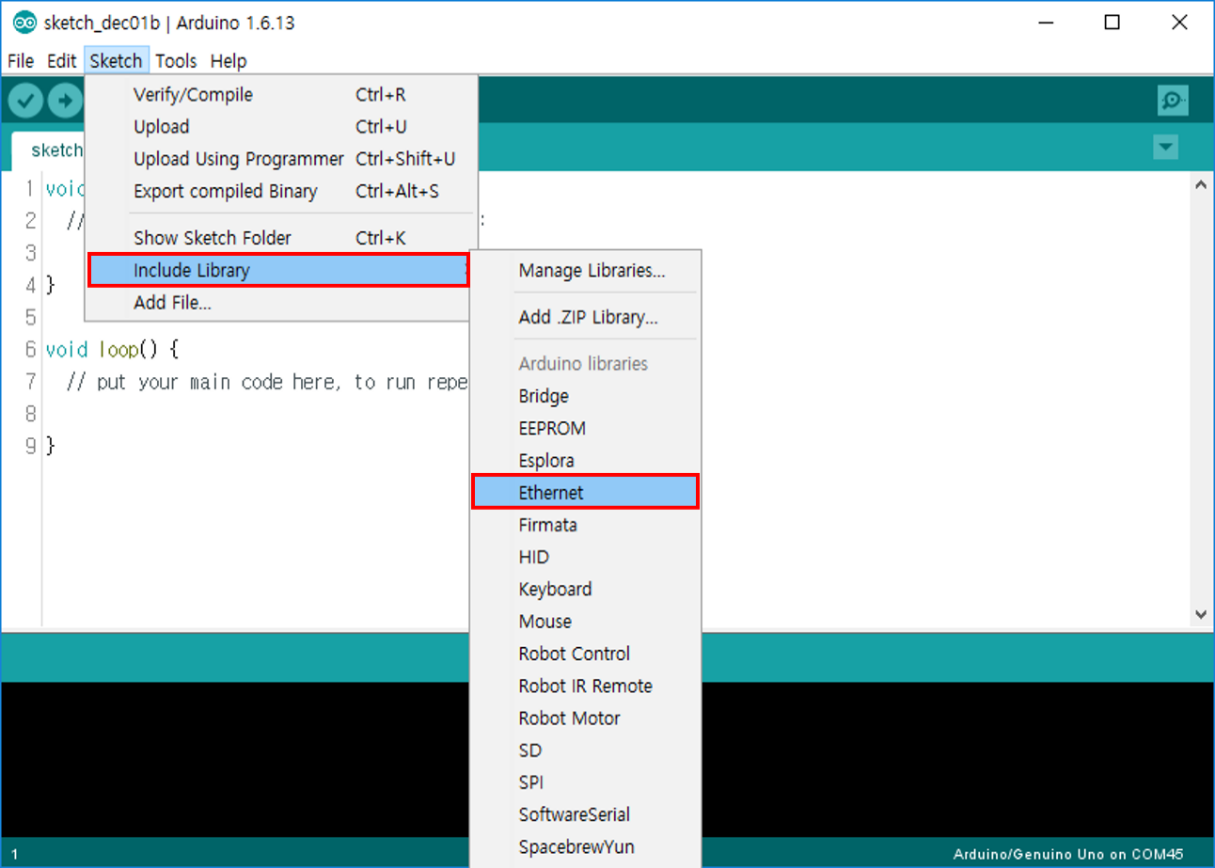 sketch_dec01b | Arduino 1.6.13
File Edit Sketch Tools Help
Verify/Compile Ctrl+R
Upload Ctrl+U
Upload Using Programmer Ctrl+Shift+U
Export compiled Binary Ctrl+Alt+S
Show Sketch Folder Ctrl+K
Include Library
Add File...
Manage Libraries...
Add .ZIP Library...
Arduino libraries
Bridge
EEPROM
Esplora
Ethernet
Firmata
HID
Keyboard
Mouse
Robot Control
Robot IR Remote
Robot Motor
SD
SPI
SoftwareSerial
SpacebrewYun
sketch
1 void
2 // :
3
4 }
5
6 void loop() {
7 // put your main code here, to run repe
8
9 }
1 Arduino/Genuino Uno on COM45